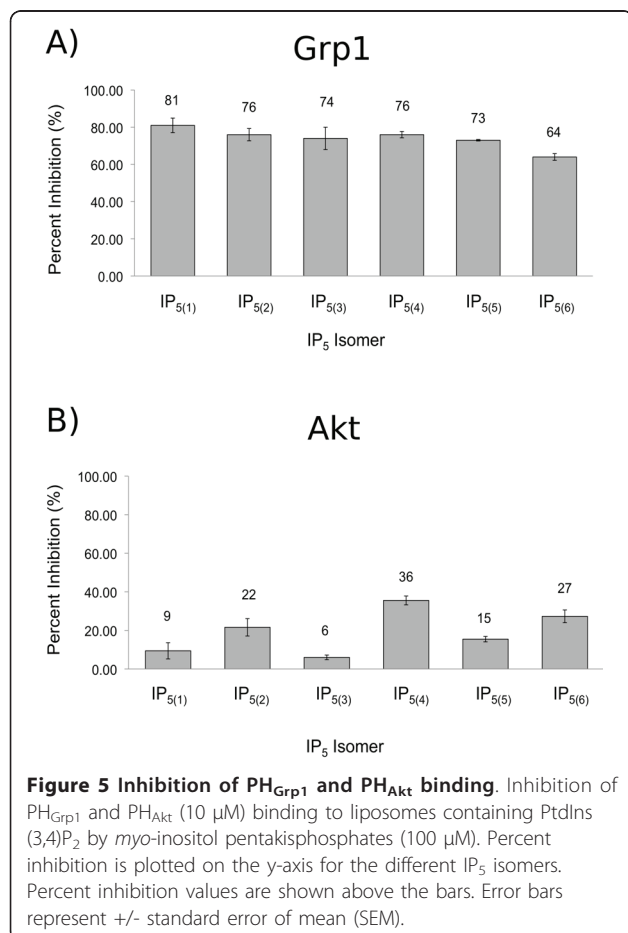 A)
Grp1
Percent Inhibition (%)
100.00
80.00
60.00
40.00
20.00
0.00
81
76
74
76
73
64
IP5(1)
IP5(2)
IP5(3)
IP5(4)
IP5(5)
IP5(6)
IP5 Isomer
B)
Akt
Percent Inhibition (%)
100.00
80.00
60.00
40.00
20.00
0.00
9
22
6
36
15
27
IP5(1)
IP5(2)
IP5(3)
IP5(4)
IP5(5)
IP5(6)
IP5 Isomer
Figure 5 Inhibition of PHGrp1 and PHAkt binding. Inhibition of
PHGrp1 and PHAkt (10 μM) binding to liposomes containing PtdIns
(3,4)P2 by myo-inositol pentakisphosphates (100 μM). Percent
inhibition is plotted on the y-axis for the different IP5 isomers.
Percent inhibition values are shown above the bars. Error bars
represent +/- standard error of mean (SEM).